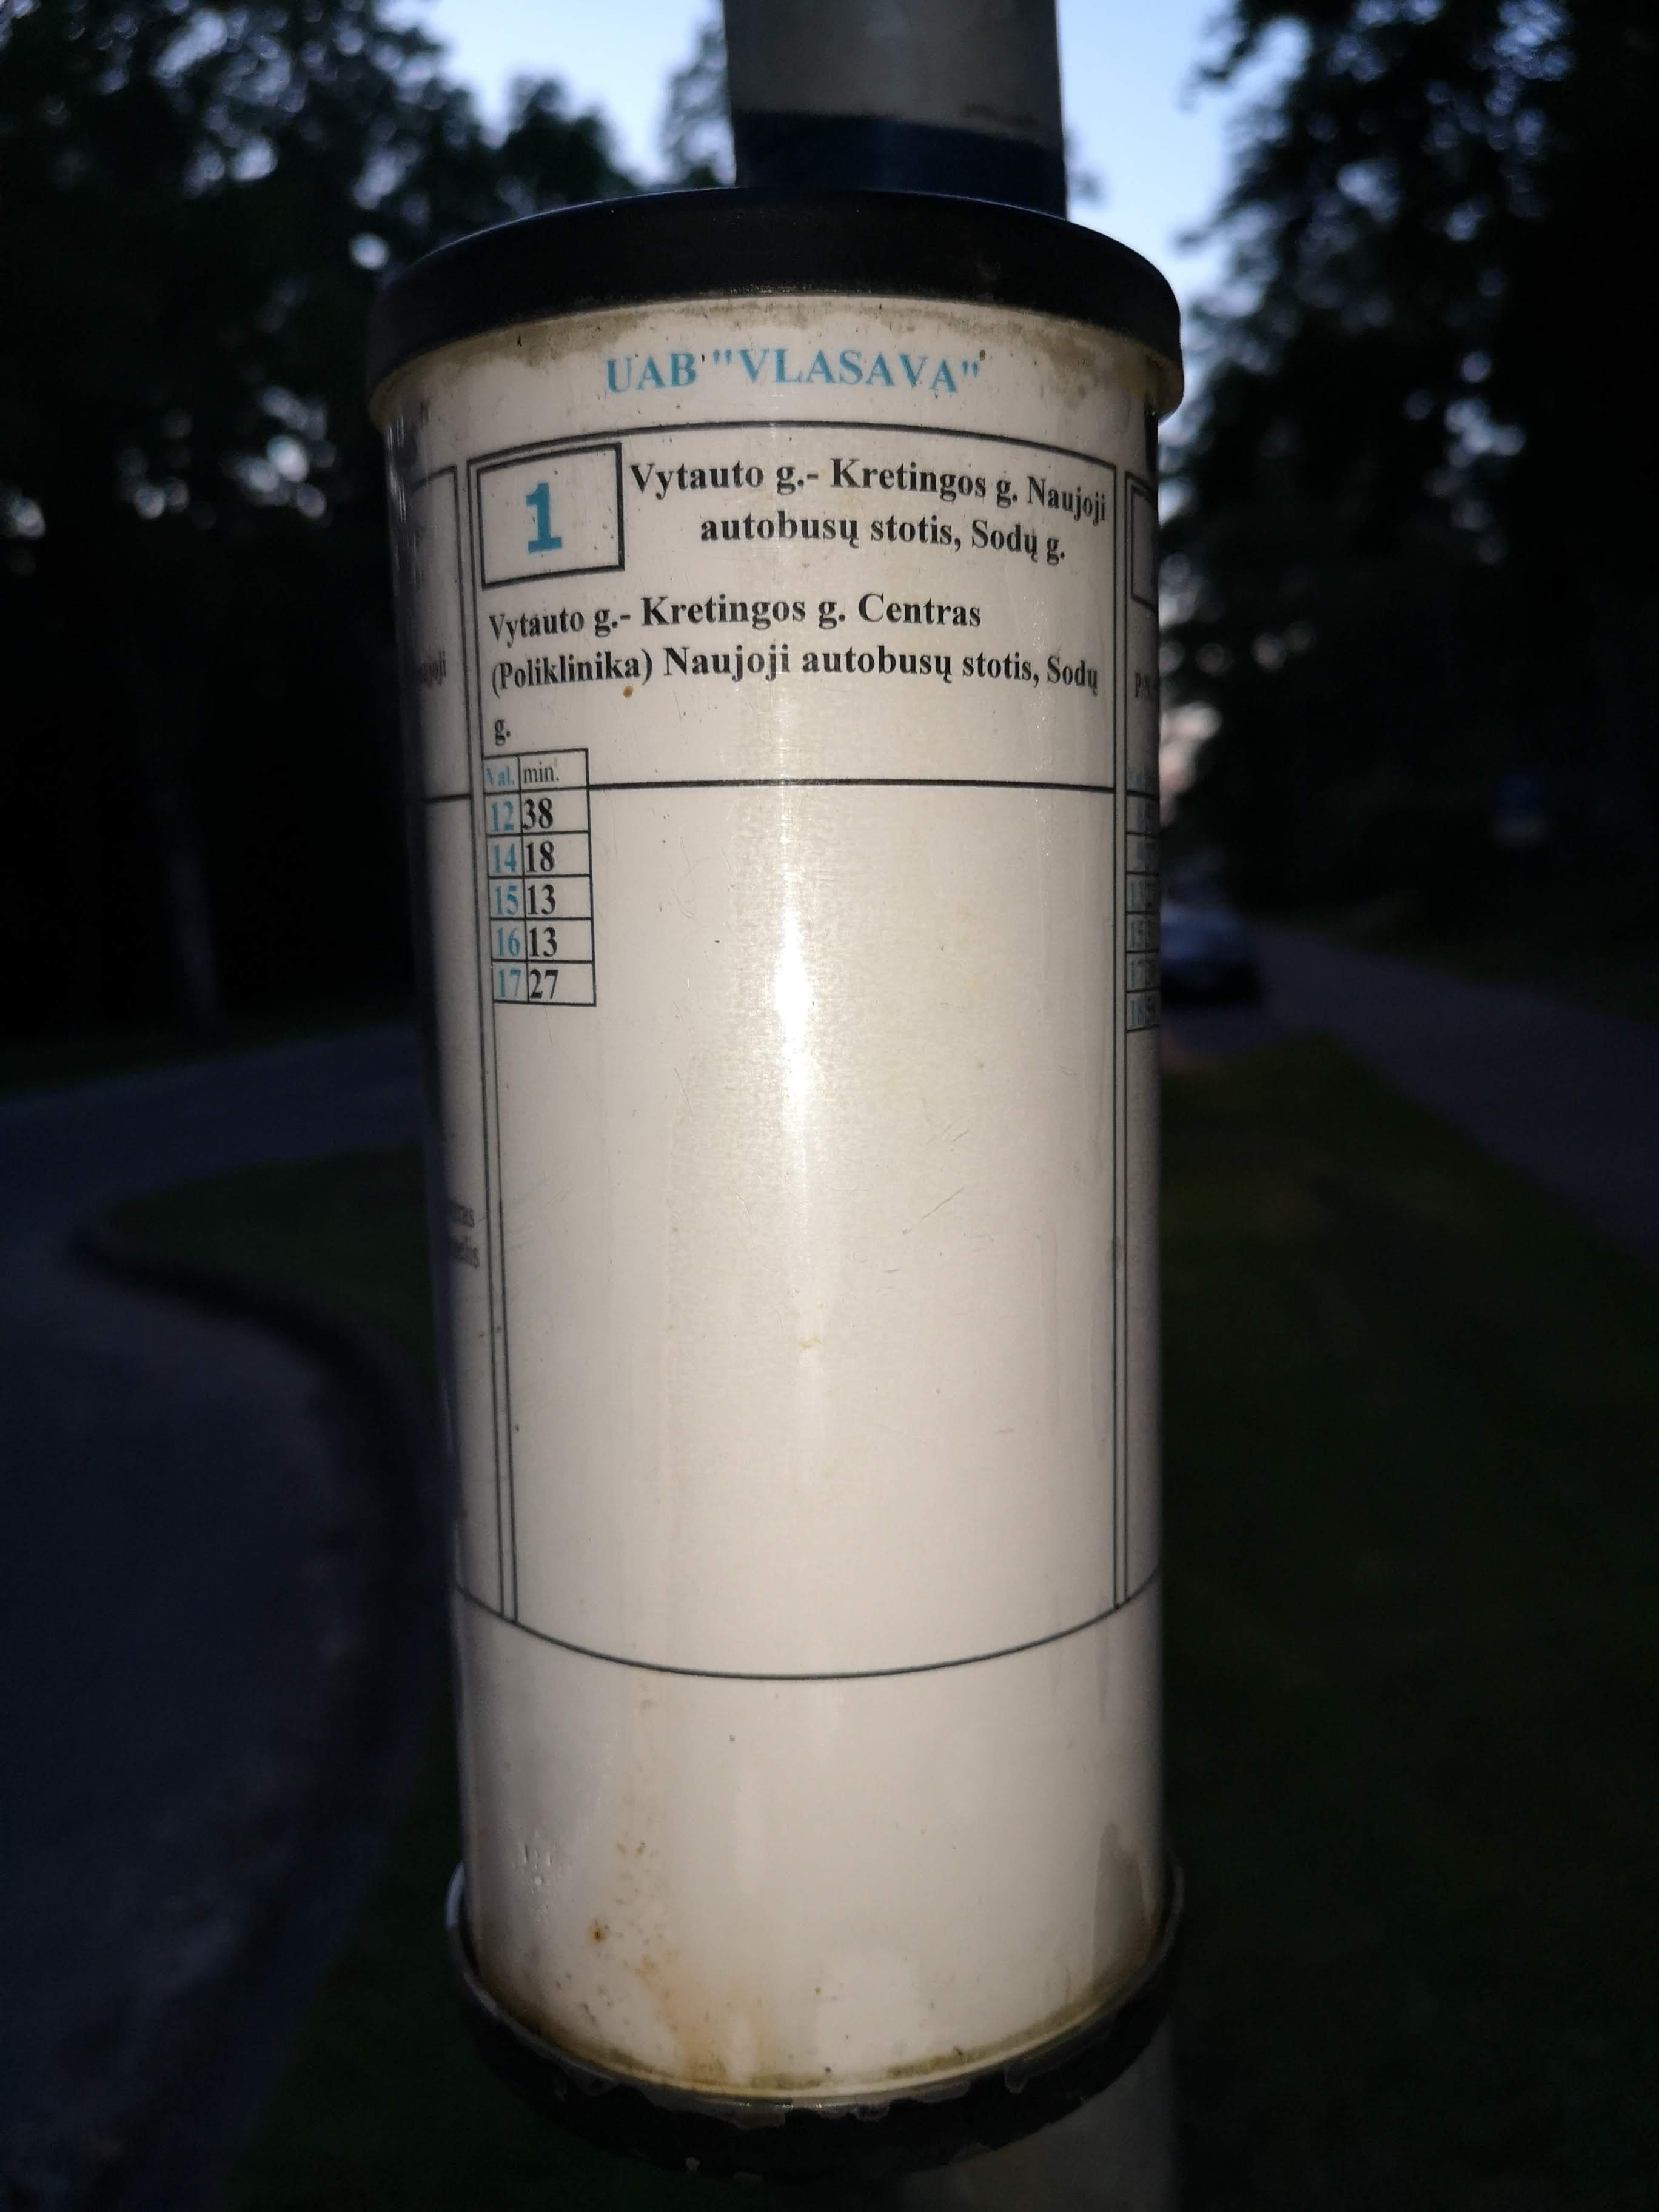 UAB "VLASAVA"
1
Vytauto g.- Kretingos g. Naujoji
autobusų stotis, Sodų g.
Vytauto g.- Kretingos g. Centras
(Poliklinika) Naujoji autobusų stotis, Sodų
g.
Val. min.
12 38
14 18
15 13
16 13
17 27